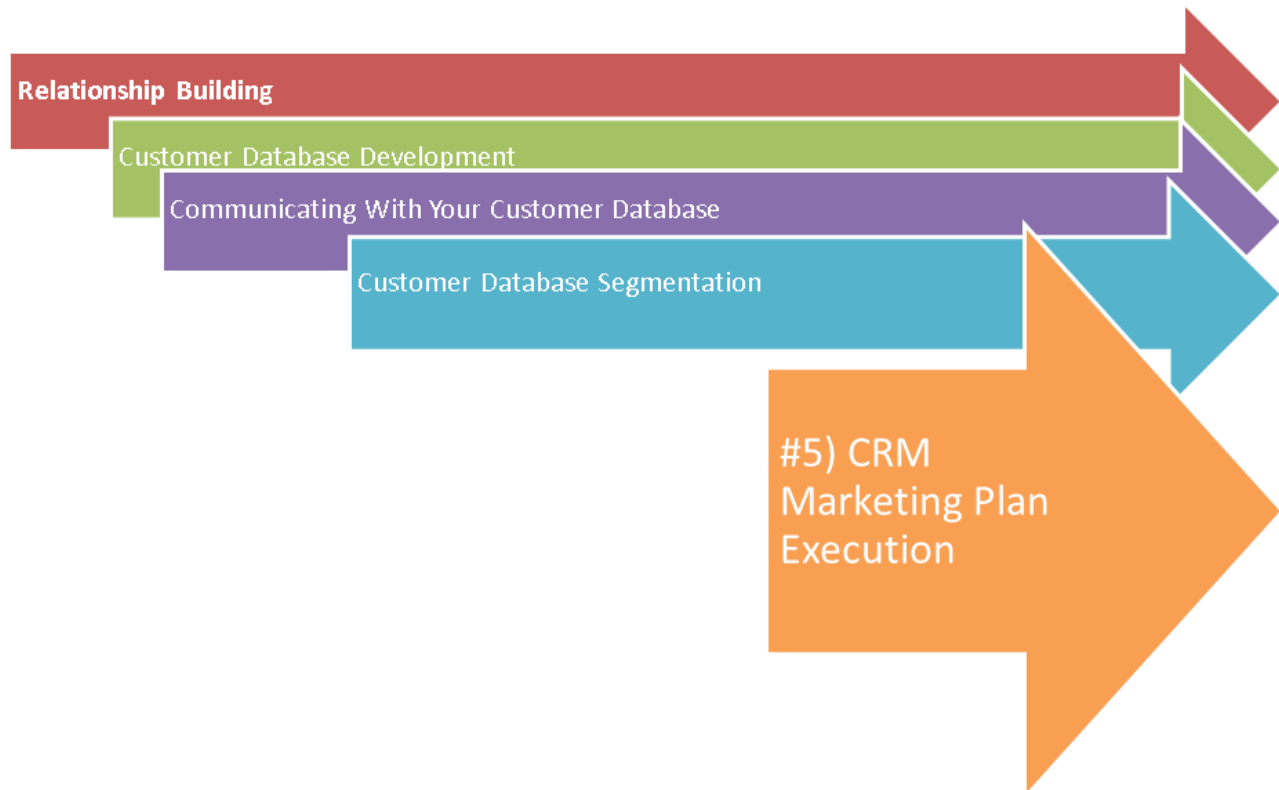 Relationship Building
Customer Database Development
Communicating With Your Customer Database
Customer Database Segmentation
#5) CRM
Marketing Plan
Execution